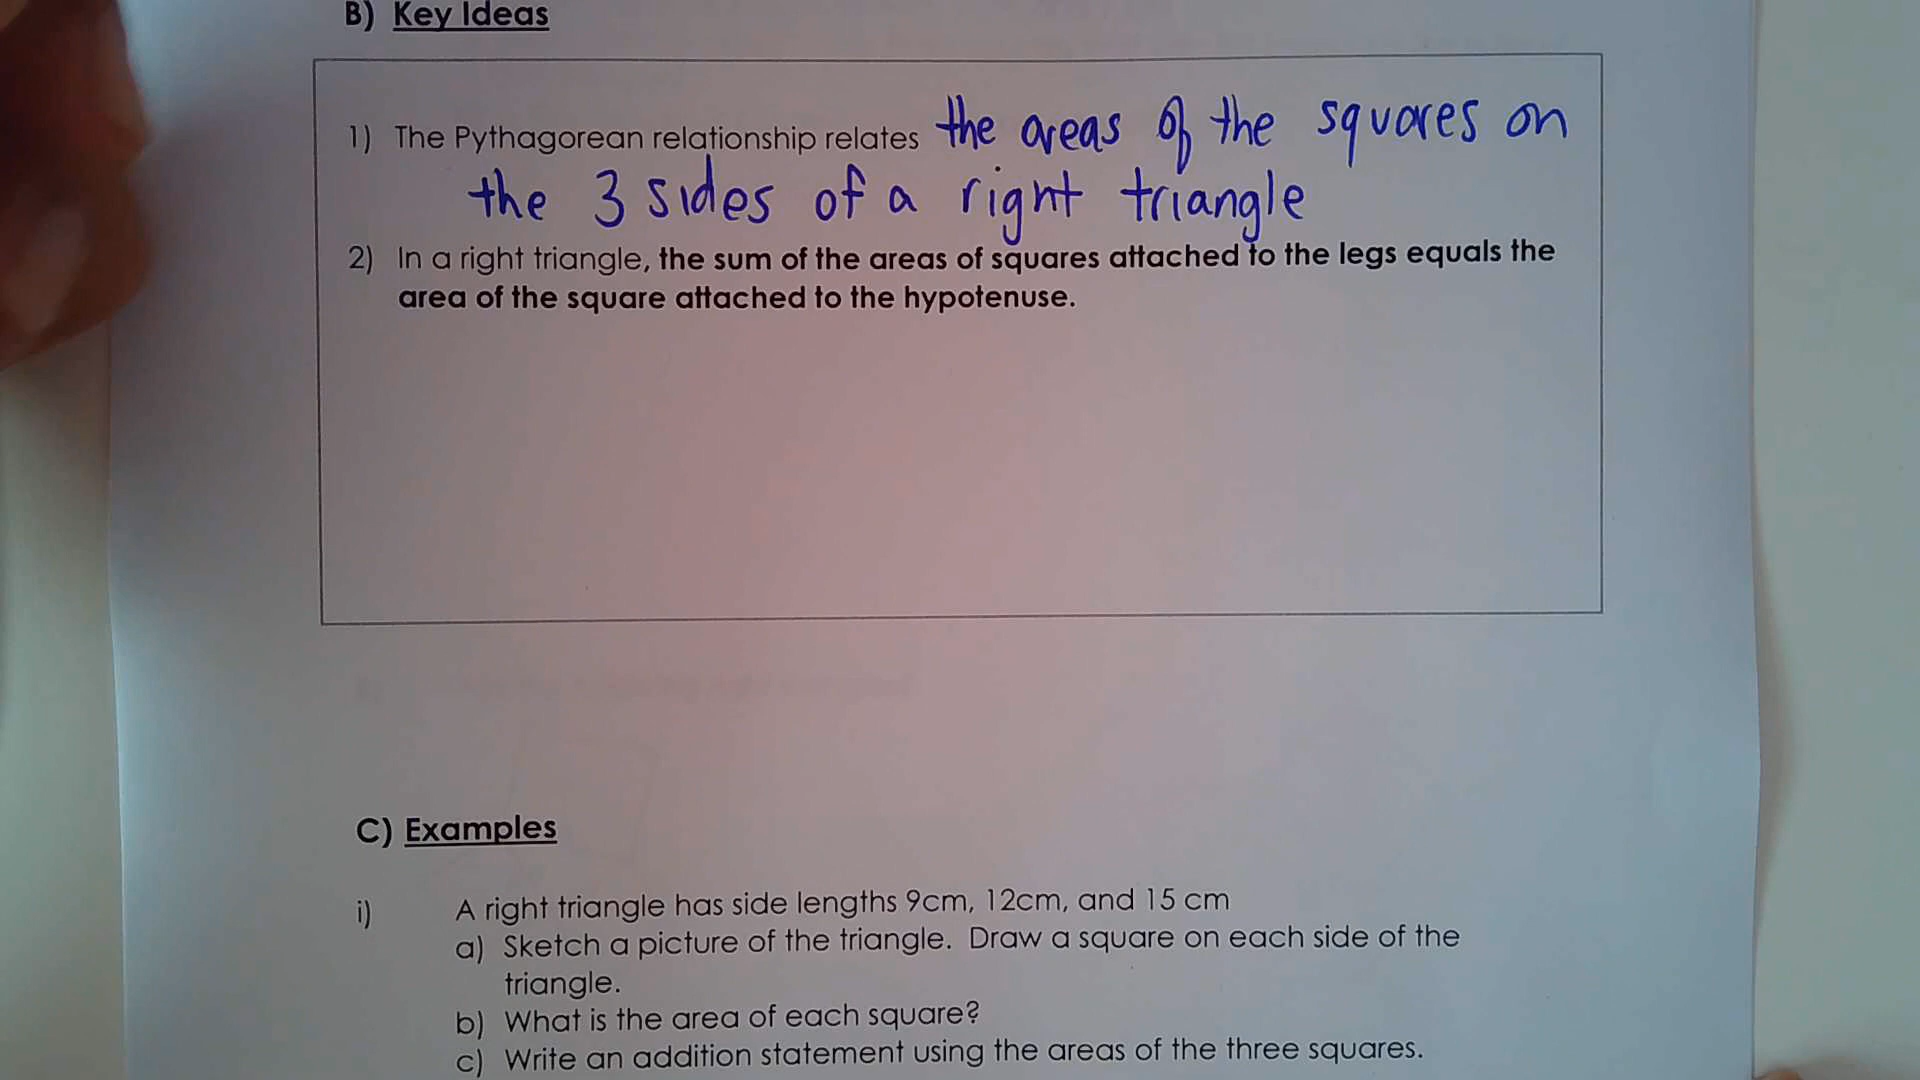 B) Key Ideas
1) The Pythagorean relationship relates the areas of the squares on
the 3 sides of a right triangle
2) In a right triangle, the sum of the areas of squares attached to the legs equals the
area of the square attached to the hypotenuse.
C) Examples
i) A right triangle has side lengths 9cm, 12cm, and 15 cm
a) Sketch a picture of the triangle. Draw a square on each side of the
triangle.
b) What is the area of each square?
c) Write an addition statement using the areas of the three squares.